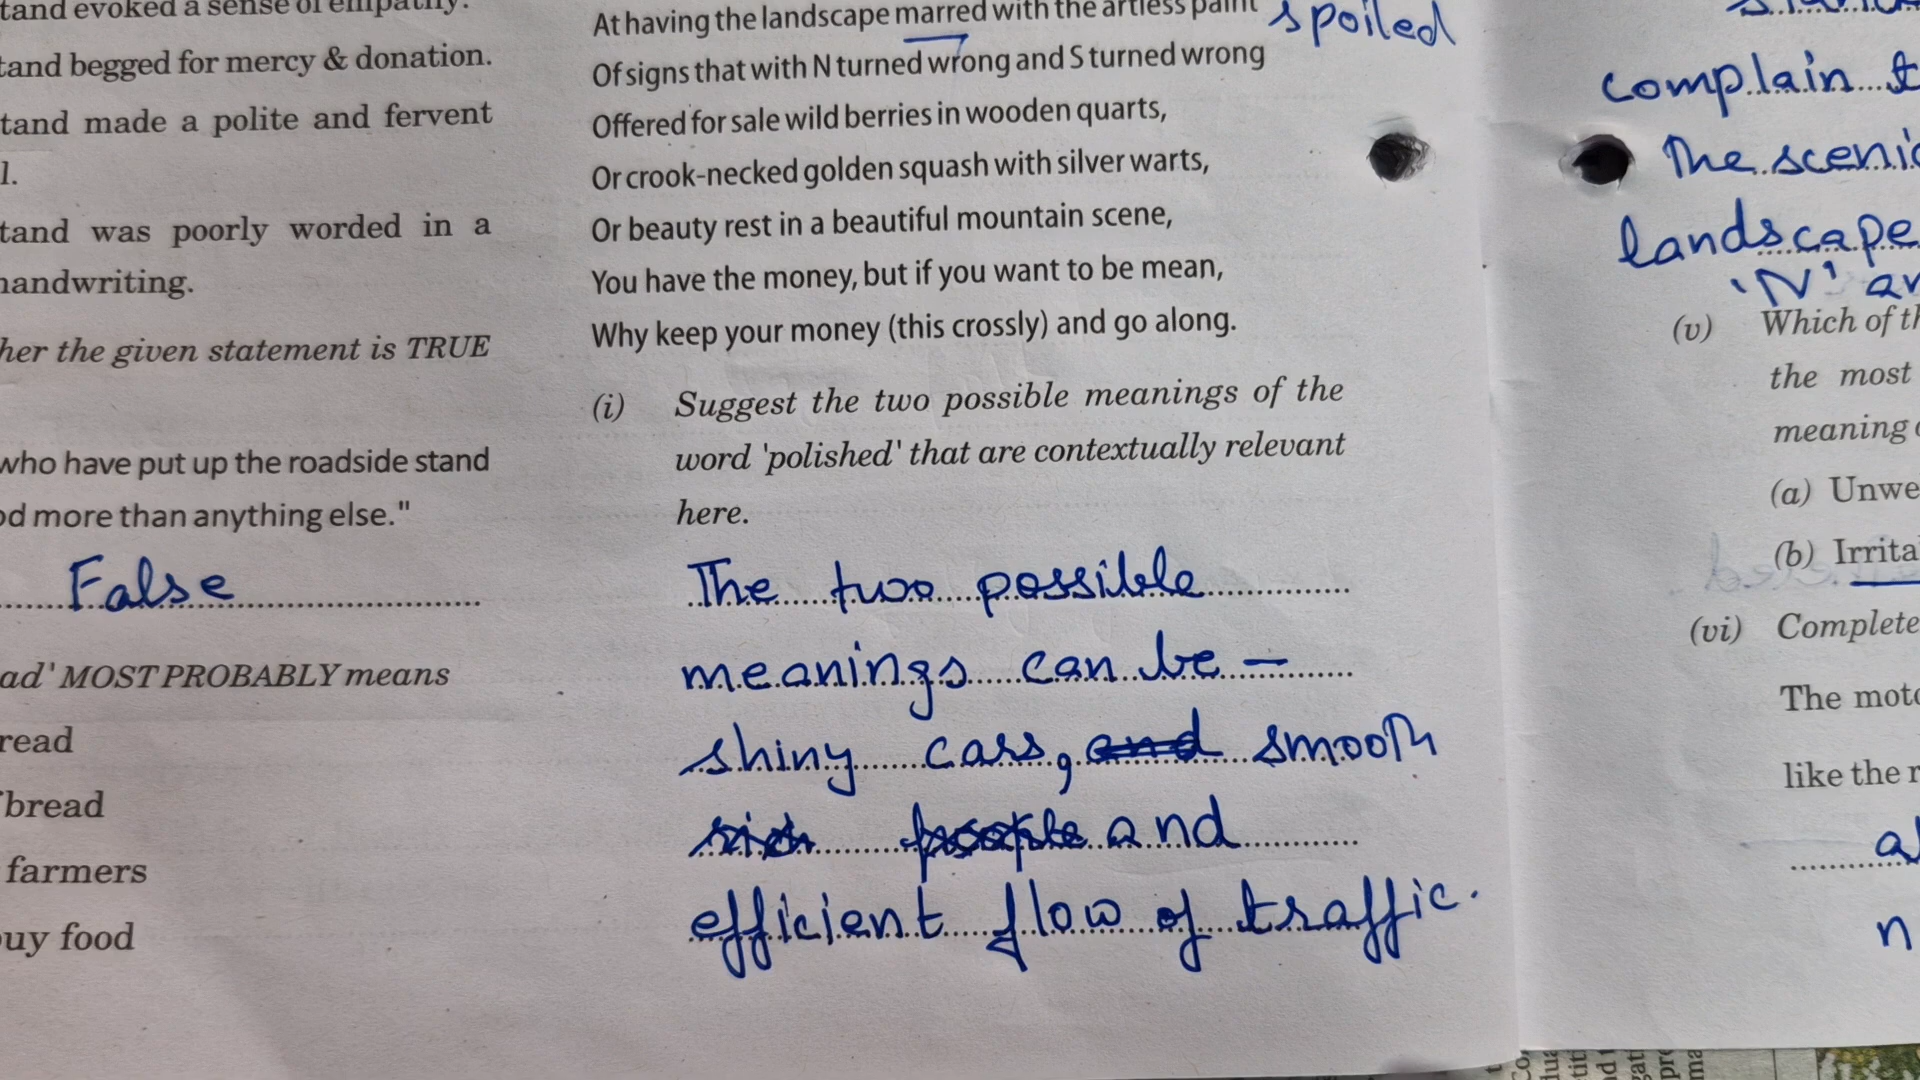 tand evoked a sense of empathy.
tand begged for mercy & donation.
tand made a polite and fervent
l.
tand was poorly worded in a
handwriting.
her the given statement is TRUE
who have put up the roadside stand
od more than anything else."
False
ad' MOST PROBABLY means
read
bread
farmers
buy food
At having the landscape marred with the artless paint
spoiled
Of signs that with N turned wrong and S turned wrong
Offered for sale wild berries in wooden quarts,
Or crook-necked golden squash with silver warts,
Or beauty rest in a beautiful mountain scene,
You have the money, but if you want to be mean,
Why keep your money (this crossly) and go along.
(i) Suggest the two possible meanings of the
word 'polished' that are contextually relevant
here.
The two possible
meanings can be –
shiny cars, and smooth
rich people and
efficient flow of traffic.
complain t
The scenic
landscape
'N' an
(v) Which of th
the most
meaning o
(a) Unwe
(b) Irrita
(vi) Complete
The moto
like the r
a
n